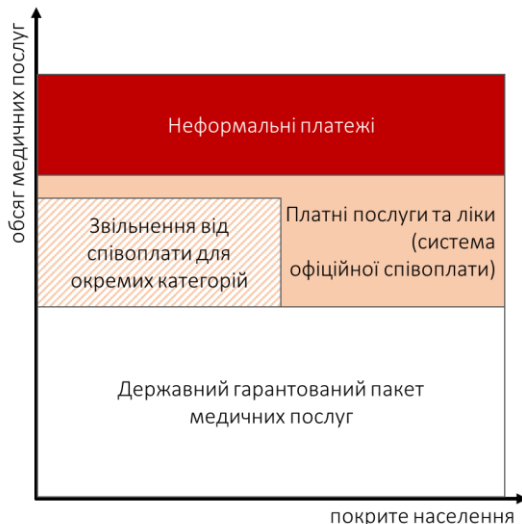 обсяг медичних послуг
Неформальні платежі
Звільнення від
співоплати для
окремих категорій
Платні послуги та ліки
(система
офіційної співоплати)
Державний гарантований пакет
медичних послуг
покрите населення